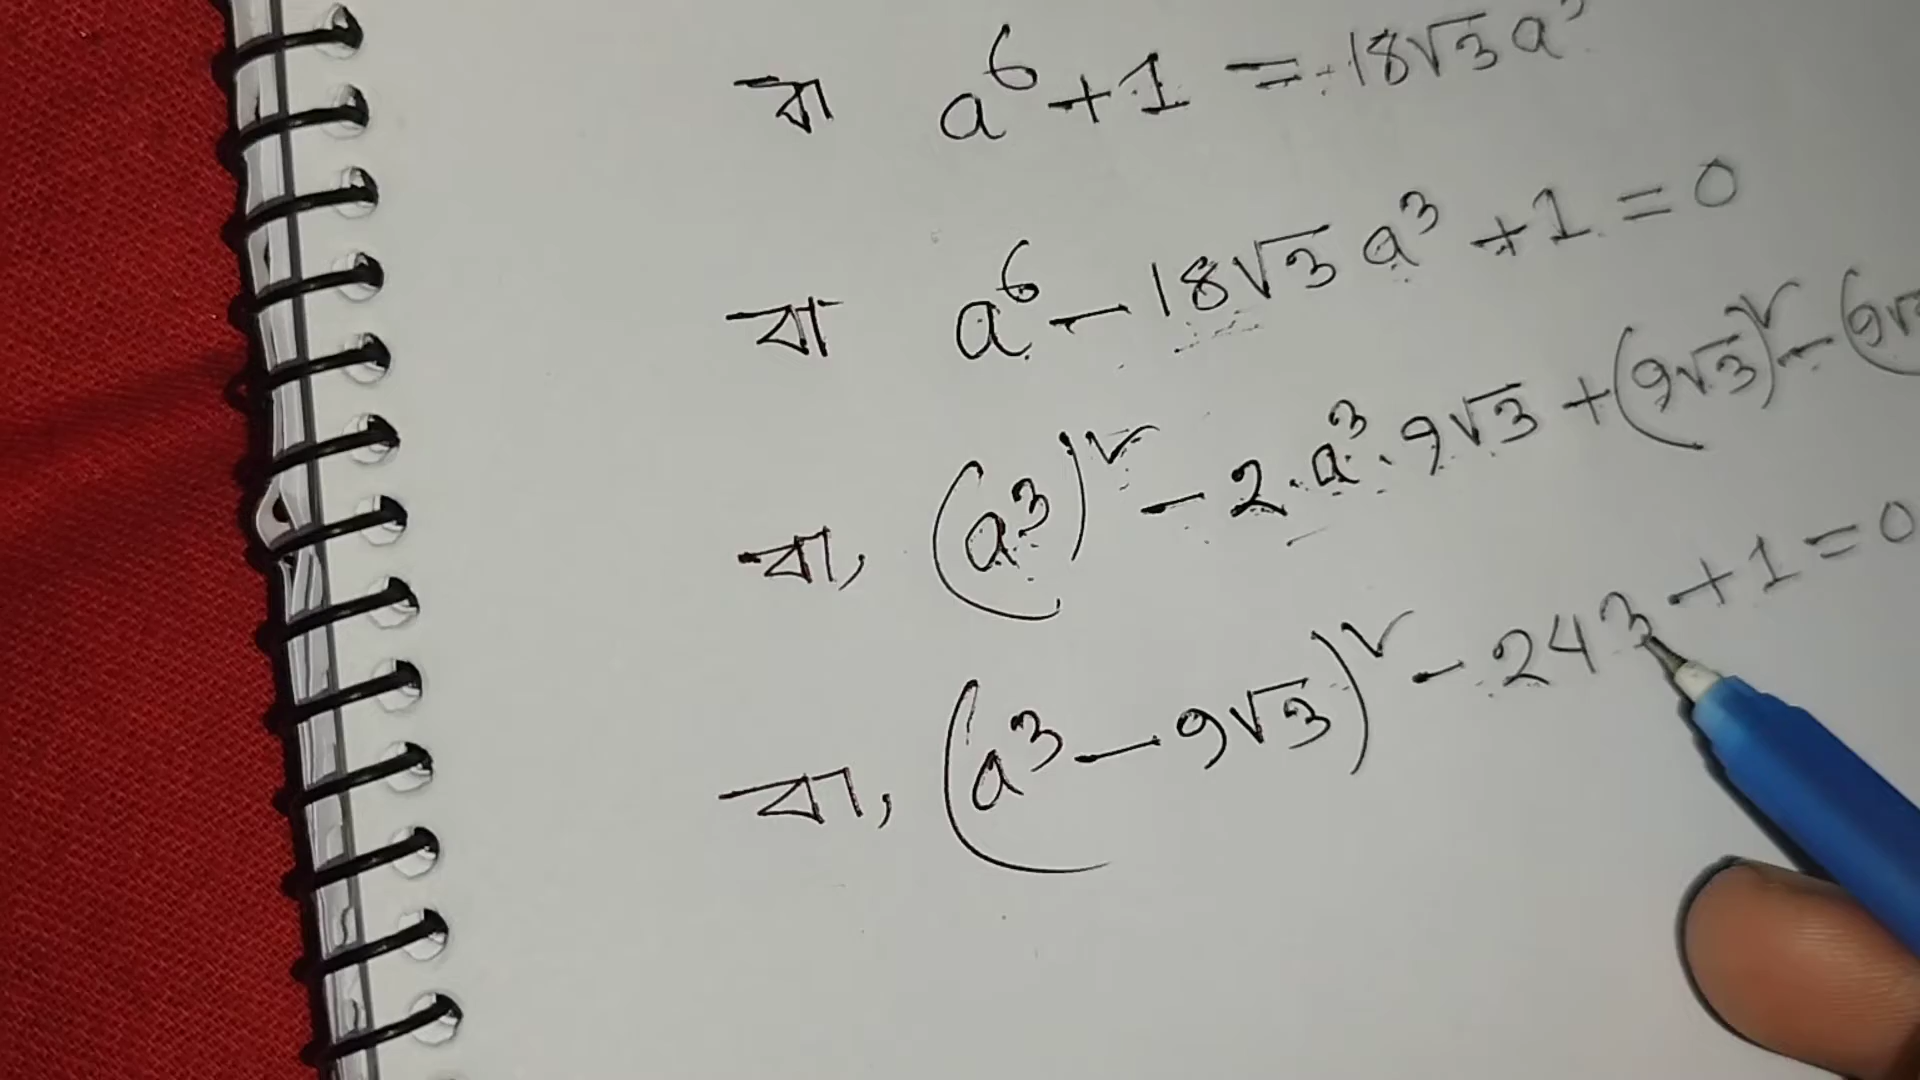 বা a⁶+1 = 18√3 a³
বা a⁶ − 18√3 a³ + 1 = 0
বা, (a³)² − 2·a³·9√3 + (9√3)² − (9√3
বা, (a³ − 9√3)² − 243 + 1 = 0